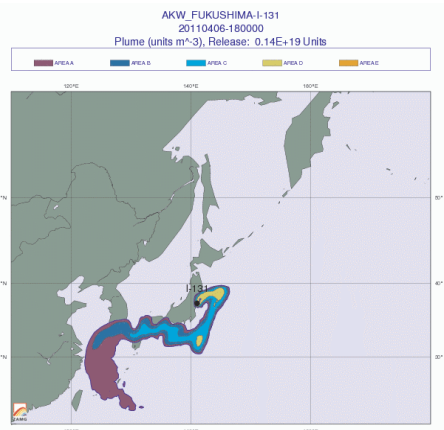 AKW_FUKUSHIMA-I-131
20110406-180000
Plume (units m^-3), Release:  0.14E+19 Units
AREA A AREA B AREA C AREA D AREA E
120°E 140°E 160°E
I-131
ZAMG